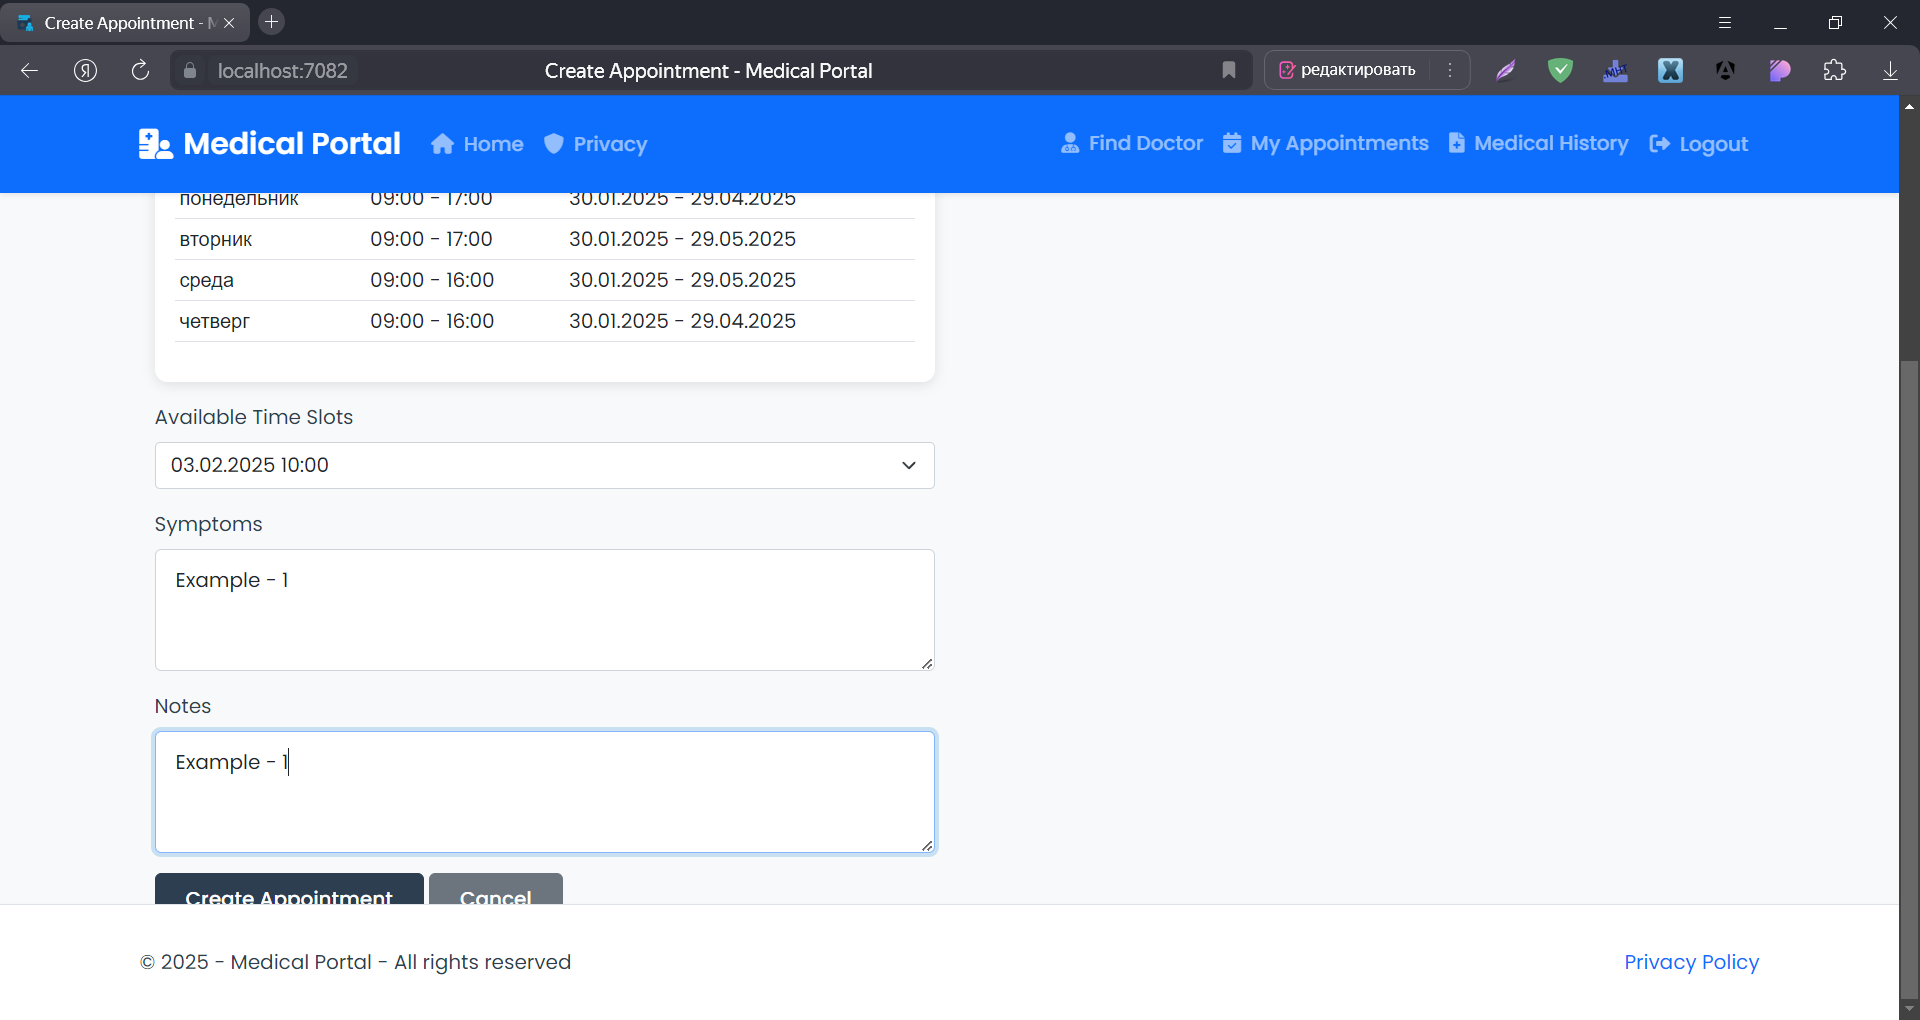 Create Appointment - M
localhost:7082
Create Appointment - Medical Portal
редактировать
Medical Portal
Home
Privacy
Find Doctor
My Appointments
Medical History
Logout
понедельник 09:00 - 17:00 30.01.2025 - 29.04.2025
вторник 09:00 - 17:00 30.01.2025 - 29.05.2025
среда 09:00 - 16:00 30.01.2025 - 29.05.2025
четверг 09:00 - 16:00 30.01.2025 - 29.04.2025
Available Time Slots
03.02.2025 10:00
Symptoms
Example - 1
Notes
Example - 1
Create Appointment
Cancel
© 2025 - Medical Portal - All rights reserved
Privacy Policy